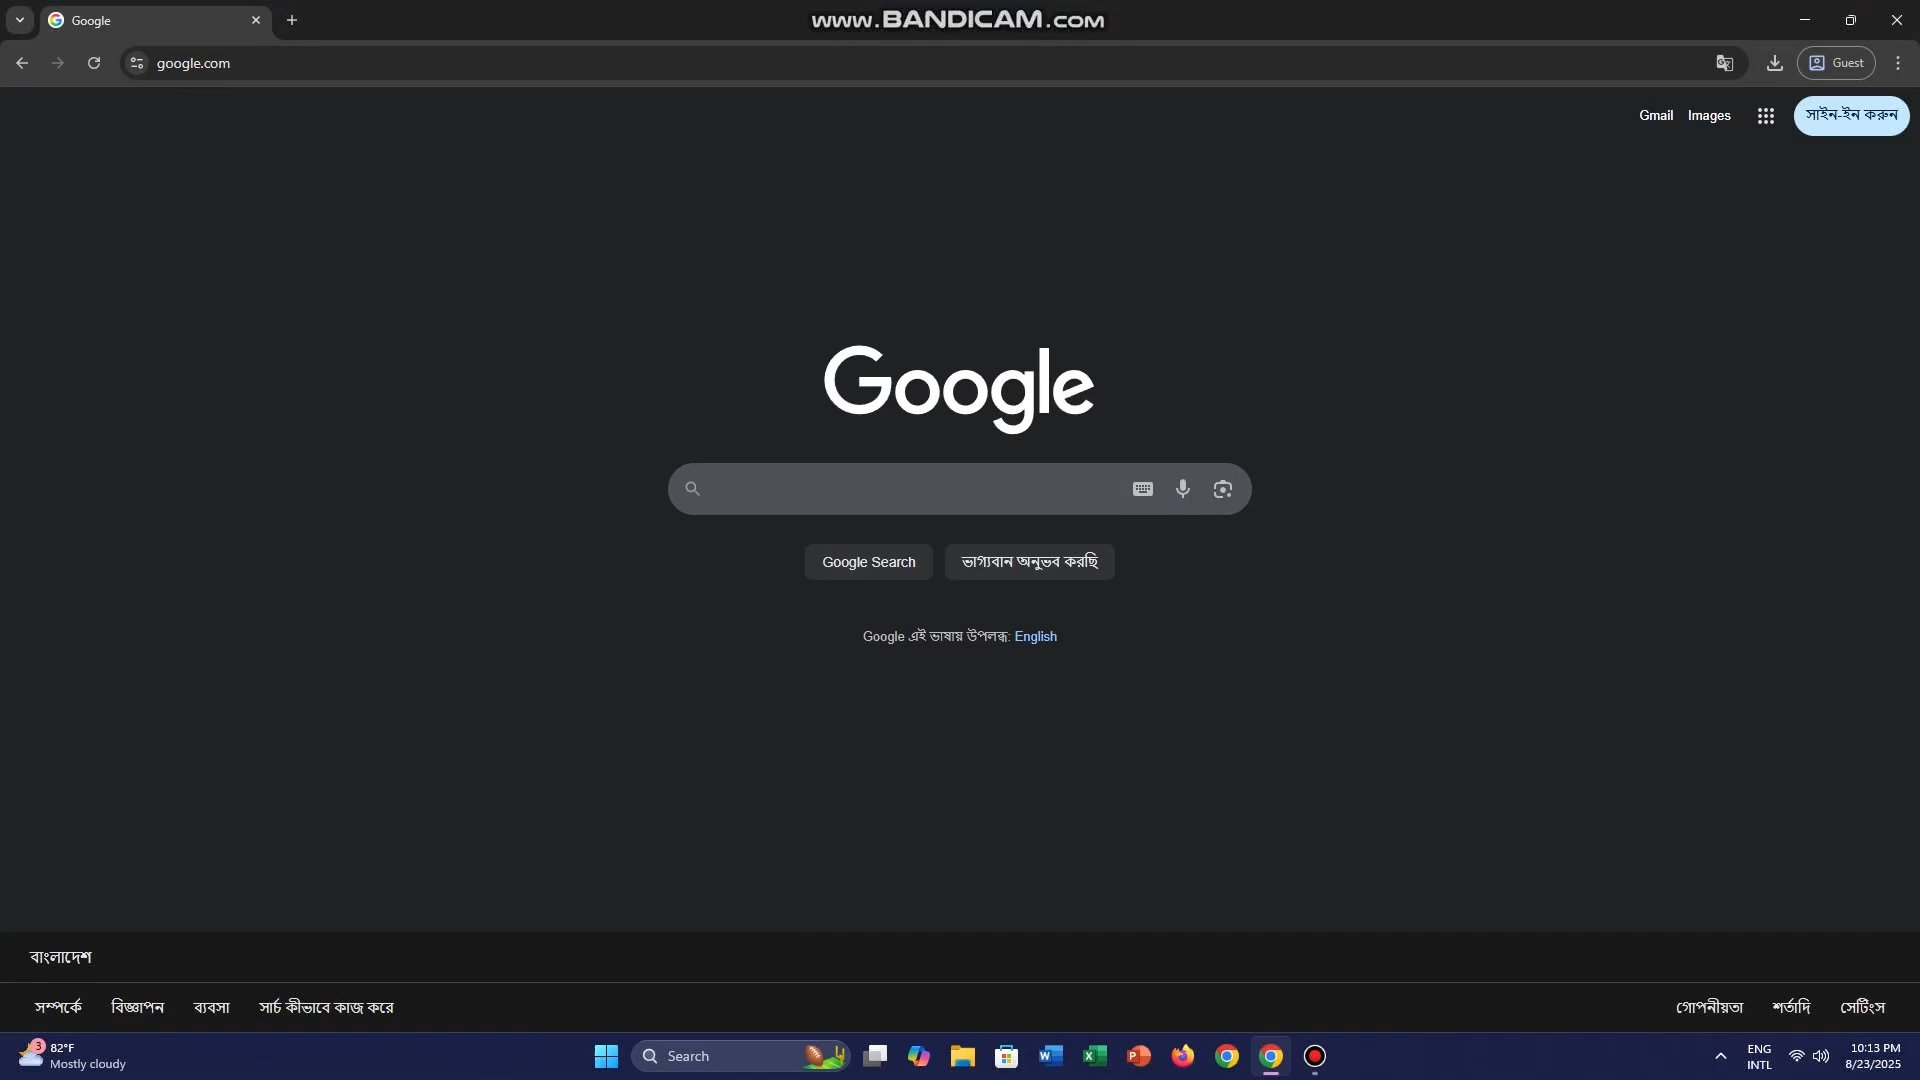 Google
www.BANDICAM.com
google.com
Guest
Gmail
Images
সাইন-ইন করুন
Google
Google Search
ভাগ্যবান অনুভব করছি
Google এই ভাষায় উপলব্ধ: English
বাংলাদেশ
সম্পর্কে
বিজ্ঞাপন
ব্যবসা
সার্চ কীভাবে কাজ করে
গোপনীয়তা
শর্তাদি
সেটিংস
3
82°F
Mostly cloudy
Search
ENG
INTL
10:13 PM
8/23/2025